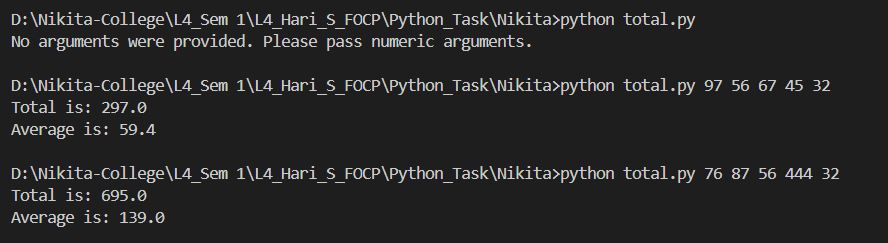 D:\Nikita-College\L4_Sem 1\L4_Hari_S_FOCP\Python_Task\Nikita>python total.py
No arguments were provided. Please pass numeric arguments.
D:\Nikita-College\L4_Sem 1\L4_Hari_S_FOCP\Python_Task\Nikita>python total.py 97 56 67 45 32
Total is: 297.0
Average is: 59.4
D:\Nikita-College\L4_Sem 1\L4_Hari_S_FOCP\Python_Task\Nikita>python total.py 76 87 56 444 32
Total is: 695.0
Average is: 139.0